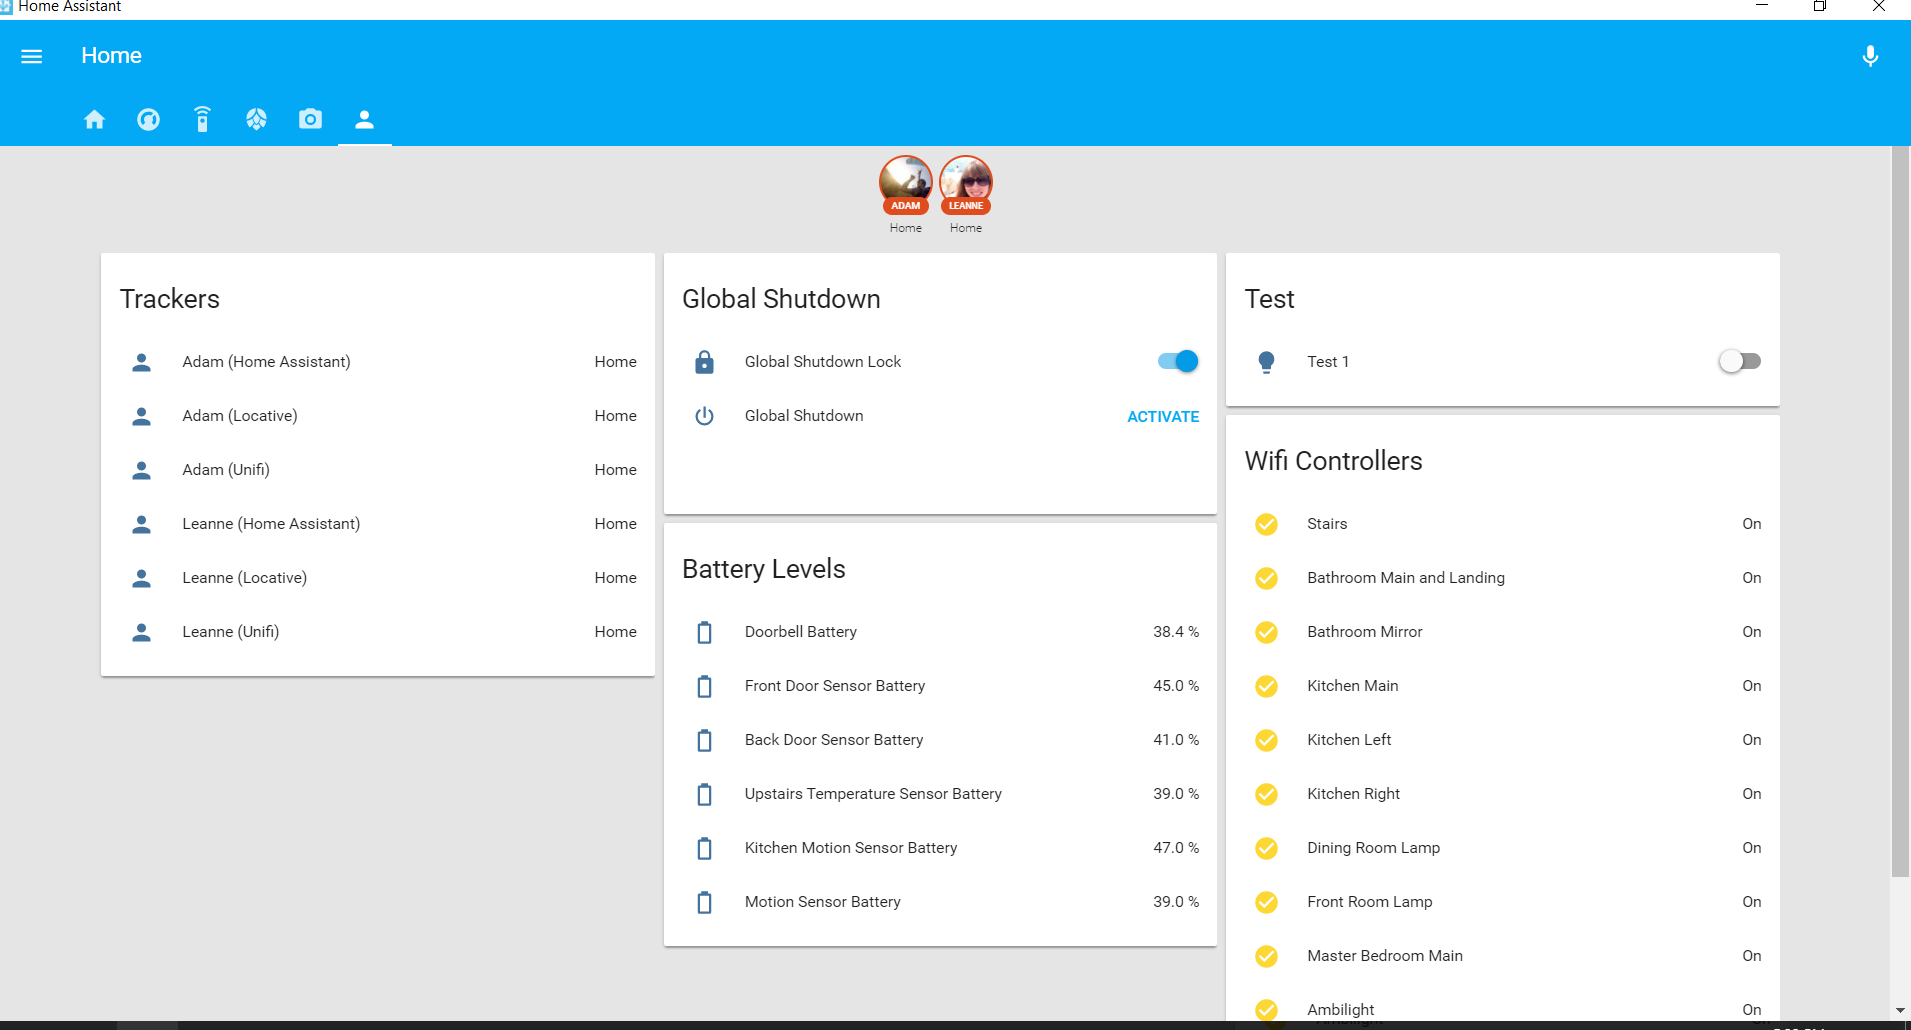 Home Assistant
Home
ADAM
LEANNE
Home
Home
Trackers
Adam (Home Assistant) Home
Adam (Locative) Home
Adam (Unifi) Home
Leanne (Home Assistant) Home
Leanne (Locative) Home
Leanne (Unifi) Home
Global Shutdown
Global Shutdown Lock
Global Shutdown ACTIVATE
Battery Levels
Doorbell Battery 38.4 %
Front Door Sensor Battery 45.0 %
Back Door Sensor Battery 41.0 %
Upstairs Temperature Sensor Battery 39.0 %
Kitchen Motion Sensor Battery 47.0 %
Motion Sensor Battery 39.0 %
Test
Test 1
Wifi Controllers
Stairs On
Bathroom Main and Landing On
Bathroom Mirror On
Kitchen Main On
Kitchen Left On
Kitchen Right On
Dining Room Lamp On
Front Room Lamp On
Master Bedroom Main On
Ambilight On